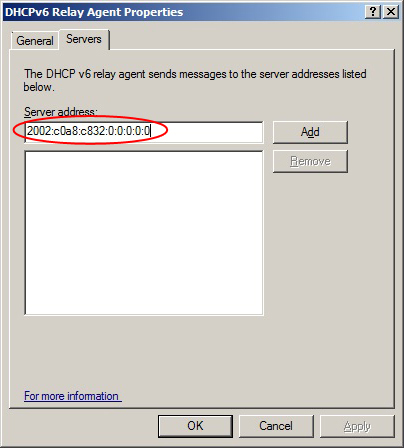 DHCPv6 Relay Agent Properties
General
Servers
The DHCP v6 relay agent sends messages to the server addresses listed
below.
Server address:
2002:c0a8:c832:0:0:0:0:0
Add
Remove
For more information
OK
Cancel
Apply